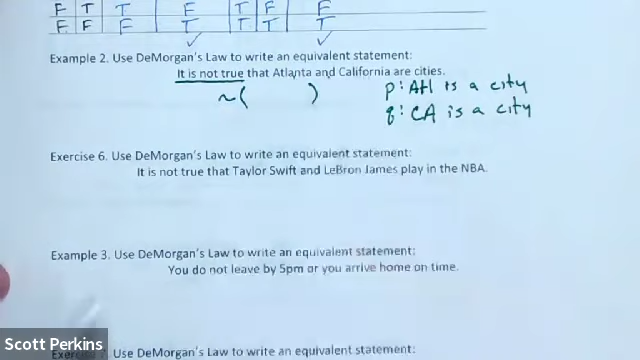 F T T F T F F
F F F T T T T
✓ ✓
Example 2. Use DeMorgan's Law to write an equivalent statement:
It is not true that Atlanta and California are cities.
~( ) p: Atl is a city
q: CA is a city
Exercise 6. Use DeMorgan's Law to write an equivalent statement:
It is not true that Taylor Swift and LeBron James play in the NBA.
Example 3. Use DeMorgan's Law to write an equivalent statement:
You do not leave by 5pm or you arrive home on time.
Scott Perkins
Use DeMorgan's Law to write an equivalent statement: